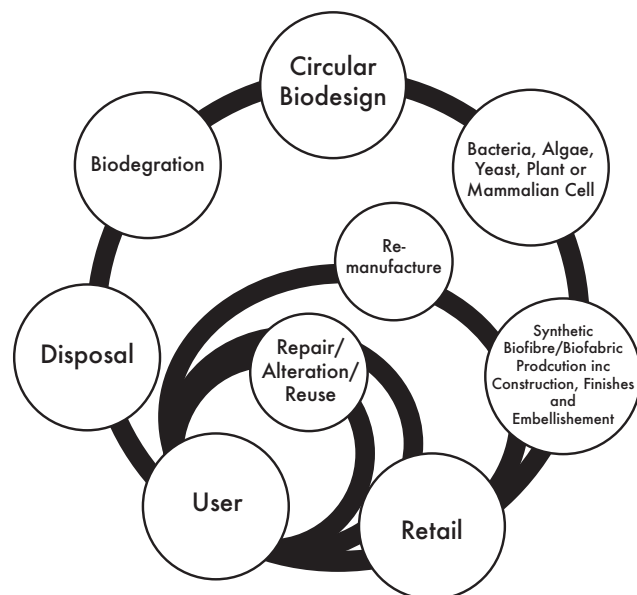 Circular
Biodesign
Biodegration
Bacteria, Algae,
Yeast, Plant or
Mammalian Cell
Re-
manufacture
Disposal
Repair/
Alteration/
Reuse
Synthetic
Biofibre/Biofabric
Prodcution inc
Construction, Finishes
and
Embellishement
User
Retail